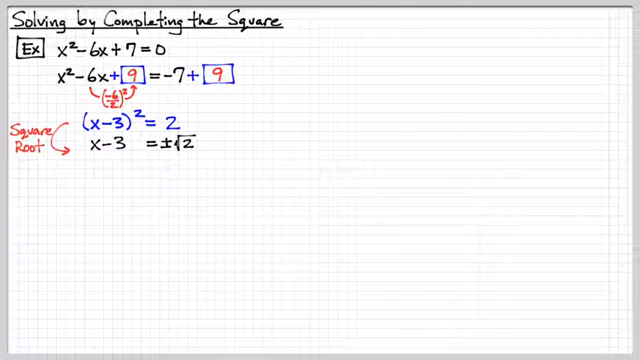 Solving by Completing the Square
Ex x² - 6x + 7 = 0
x² - 6x + 9 = -7 + 9
(-6/2)²
(x - 3)² = 2
Square Root
x - 3 = ±√2